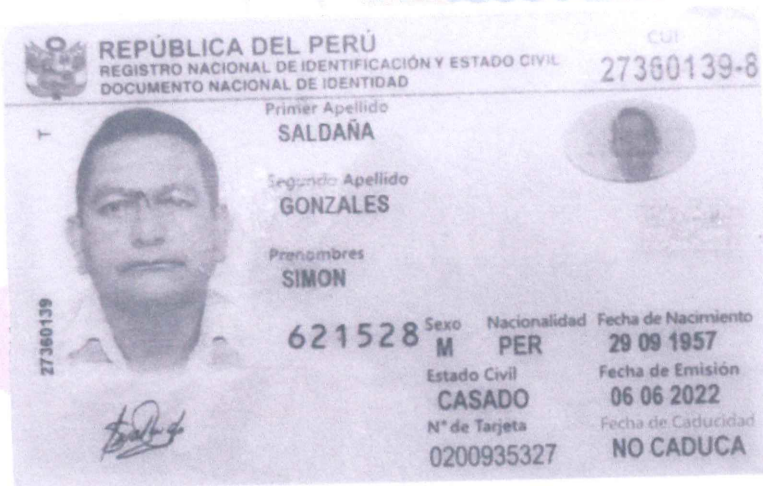 REPÚBLICA DEL PERÚ
REGISTRO NACIONAL DE IDENTIFICACIÓN Y ESTADO CIVIL
DOCUMENTO NACIONAL DE IDENTIDAD
CUI
27360139-8
T
27360139
Primer Apellido
SALDAÑA
Segundo Apellido
GONZALES
Prenombres
SIMON
621528
Sexo Nacionalidad Fecha de Nacimiento
M PER 29 09 1957
Estado Civil Fecha de Emisión
CASADO 06 06 2022
N° de Tarjeta Fecha de Caducidad
0200935327 NO CADUCA